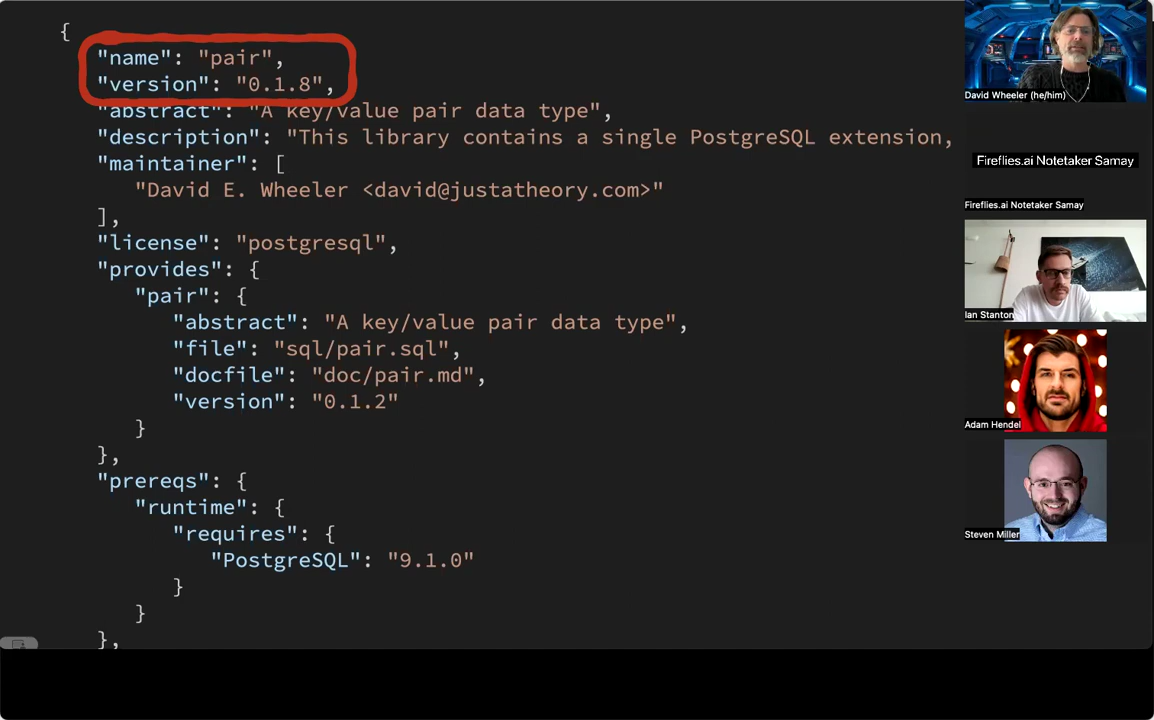 {
"name": "pair",
"version": "0.1.8",
"abstract": "A key/value pair data type",
"description": "This library contains a single PostgreSQL extension,
"maintainer": [
"David E. Wheeler <david@justatheory.com>"
],
"license": "postgresql",
"provides": {
"pair": {
"abstract": "A key/value pair data type",
"file": "sql/pair.sql",
"docfile": "doc/pair.md",
"version": "0.1.2"
}
},
"prereqs": {
"runtime": {
"requires": {
"PostgreSQL": "9.1.0"
}
}
},
David Wheeler (he/him)
Fireflies.ai Notetaker Samay
Fireflies.ai Notetaker Samay
Ian Stanton
Adam Hendel
Steven Miller